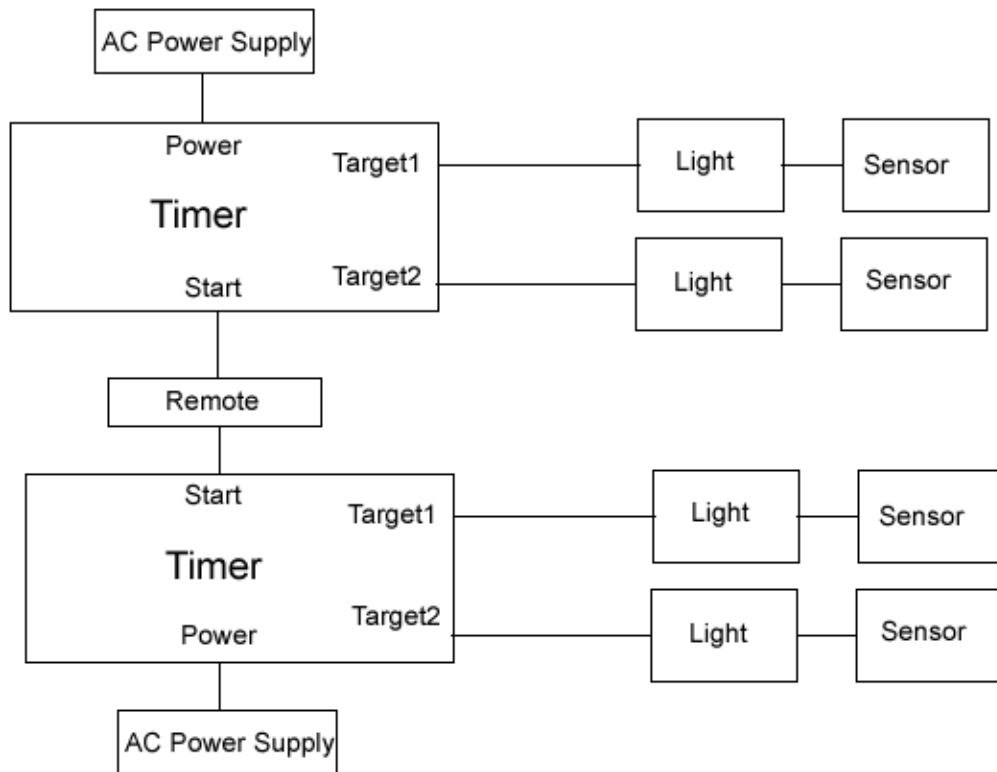 AC Power Supply
Power
Target1
Light
Sensor
Timer
Target2
Light
Sensor
Start
Remote
Start
Target1
Light
Sensor
Timer
Target2
Light
Sensor
Power
AC Power Supply